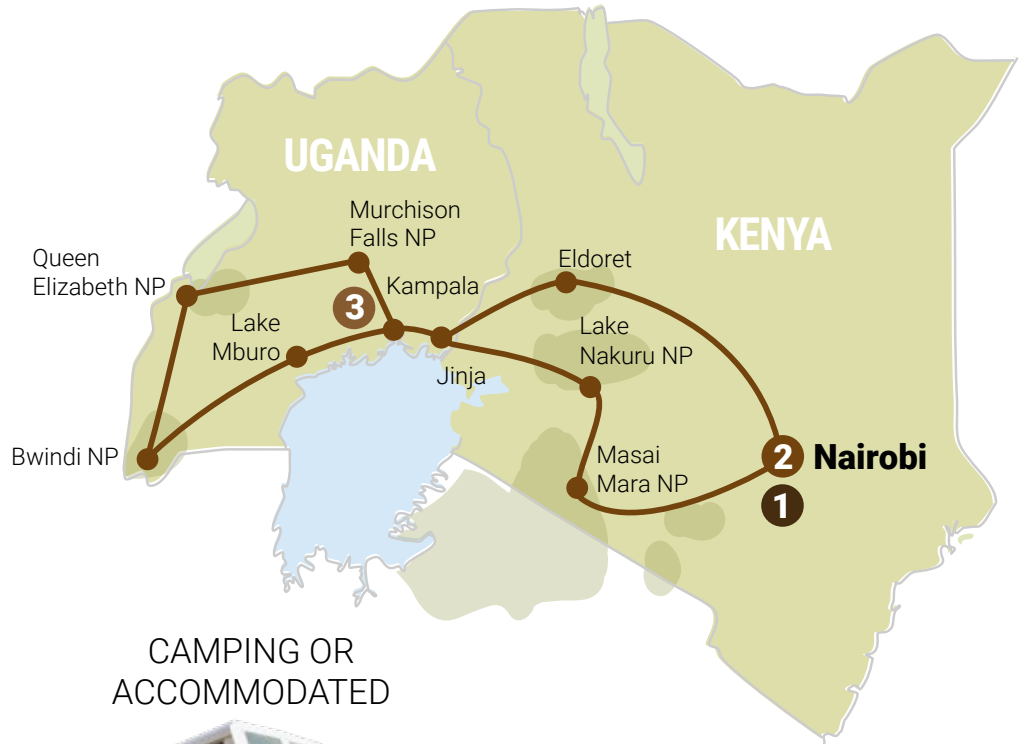 UGANDA
KENYA
Murchison
Falls NP
Queen
Elizabeth NP
Kampala
Eldoret
3
Lake
Mburo
Lake
Nakuru NP
Jinja
Bwindi NP
Masai
Mara NP
2 Nairobi
1
CAMPING OR
ACCOMMODATED